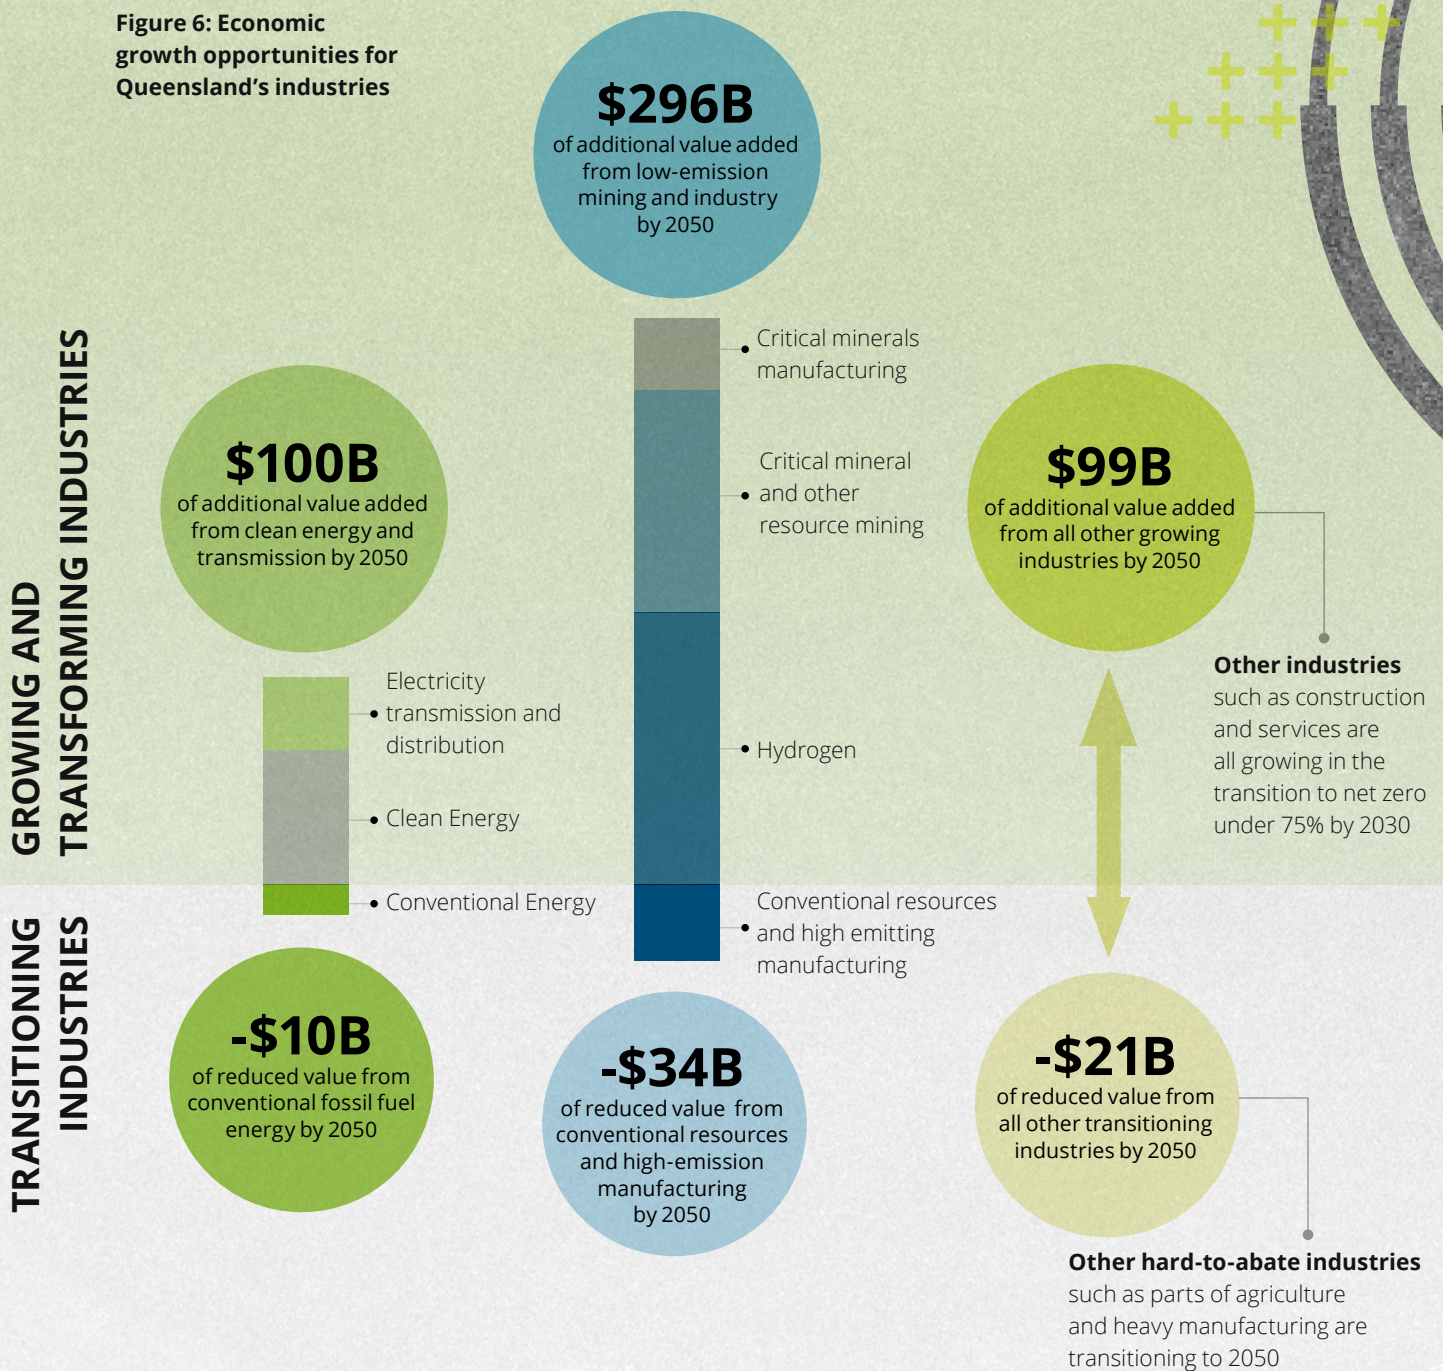 Figure 6: Economic
growth opportunities for
Queensland's industries
$296B
of additional value added
from low-emission
mining and industry
by 2050
GROWING AND
TRANSFORMING INDUSTRIES
$100B
of additional value added
from clean energy and
transmission by 2050
Electricity
transmission and
distribution
Clean Energy
Conventional Energy
Critical minerals
manufacturing
Critical mineral
and other
resource mining
Hydrogen
Conventional resources
and high emitting
manufacturing
$99B
of additional value added
from all other growing
industries by 2050
Other industries
such as construction
and services are
all growing in the
transition to net zero
under 75% by 2030
TRANSITIONING
INDUSTRIES
-$10B
of reduced value from
conventional fossil fuel
energy by 2050
-$34B
of reduced value from
conventional resources
and high-emission
manufacturing
by 2050
-$21B
of reduced value from
all other transitioning
industries by 2050
Other hard-to-abate industries
such as parts of agriculture
and heavy manufacturing are
transitioning to 2050